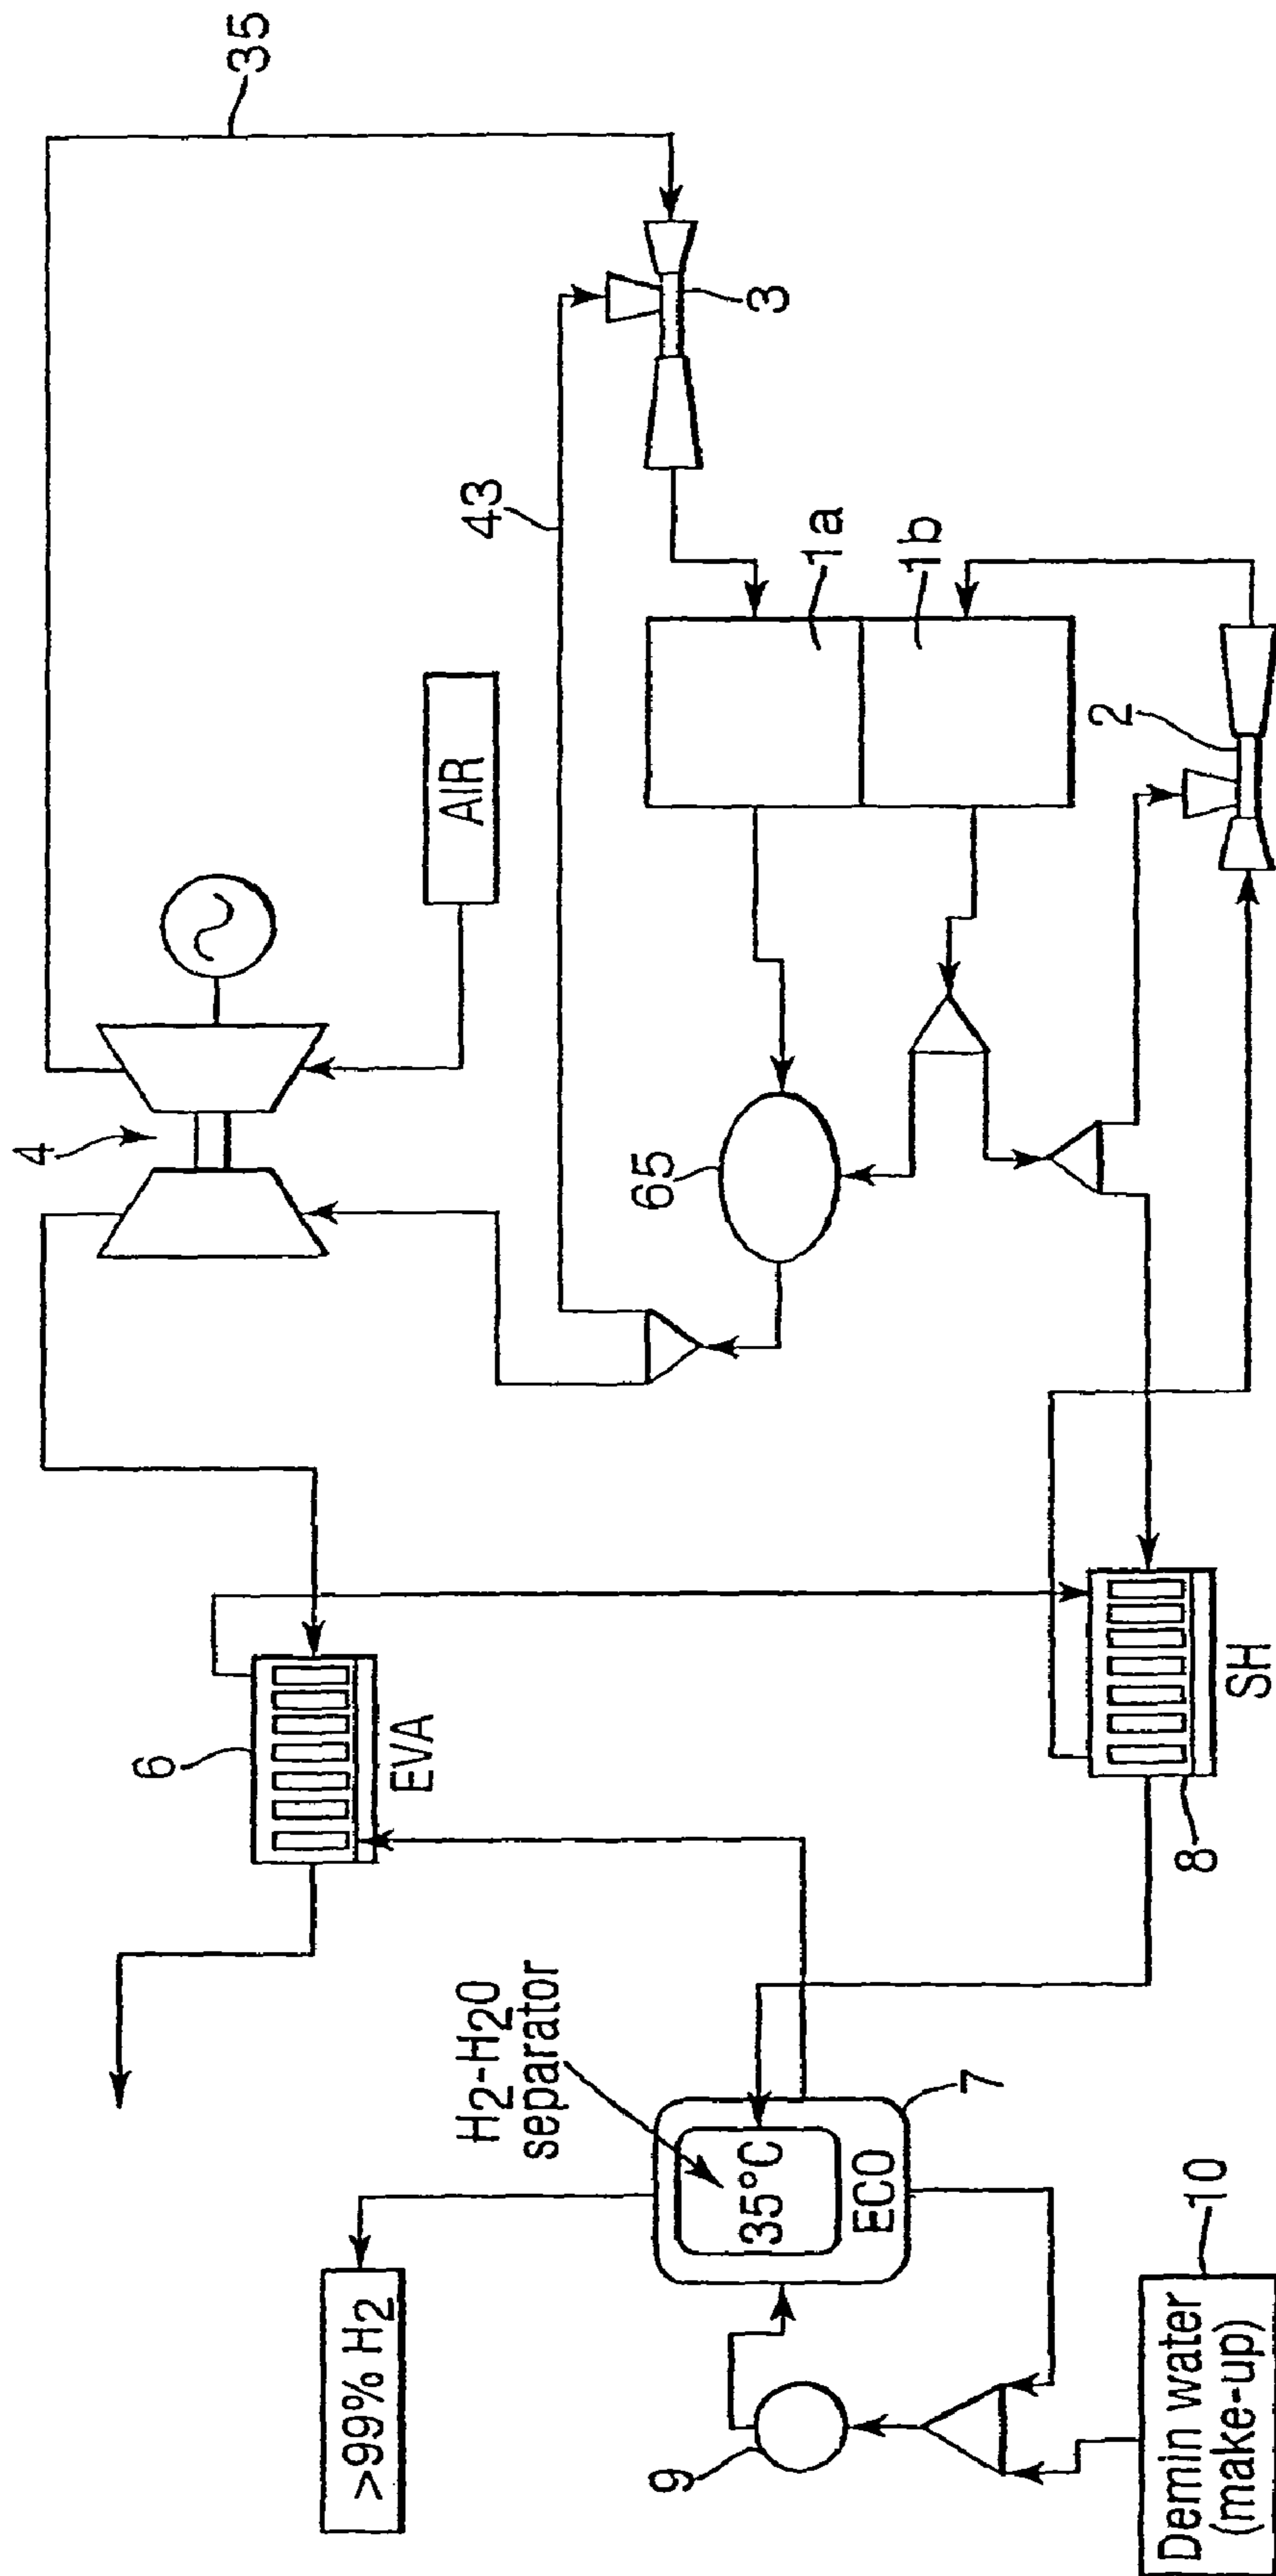 35
4
AIR
43
3
1a
1b
2
65
6
EVA
SH
8
H2-H2O
separator
35°C
ECO
7
>99% H2
9
10
Demin water
(make-up)